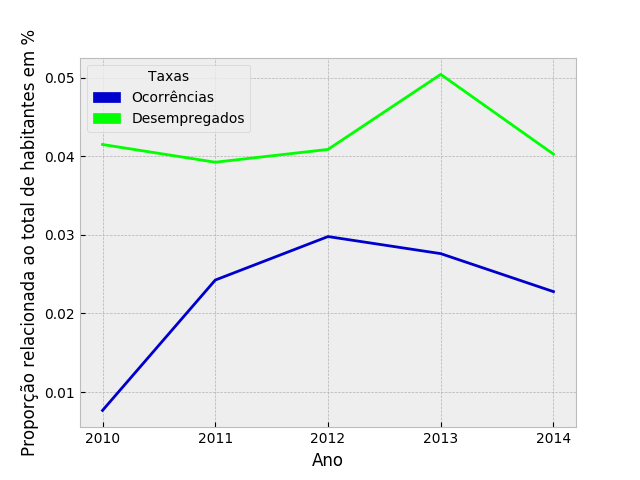 Proporção relacionada ao total de habitantes em %
0.05
0.04
0.03
0.02
0.01
Taxas
Ocorrências
Desempregados
2010 2011 2012 2013 2014
Ano